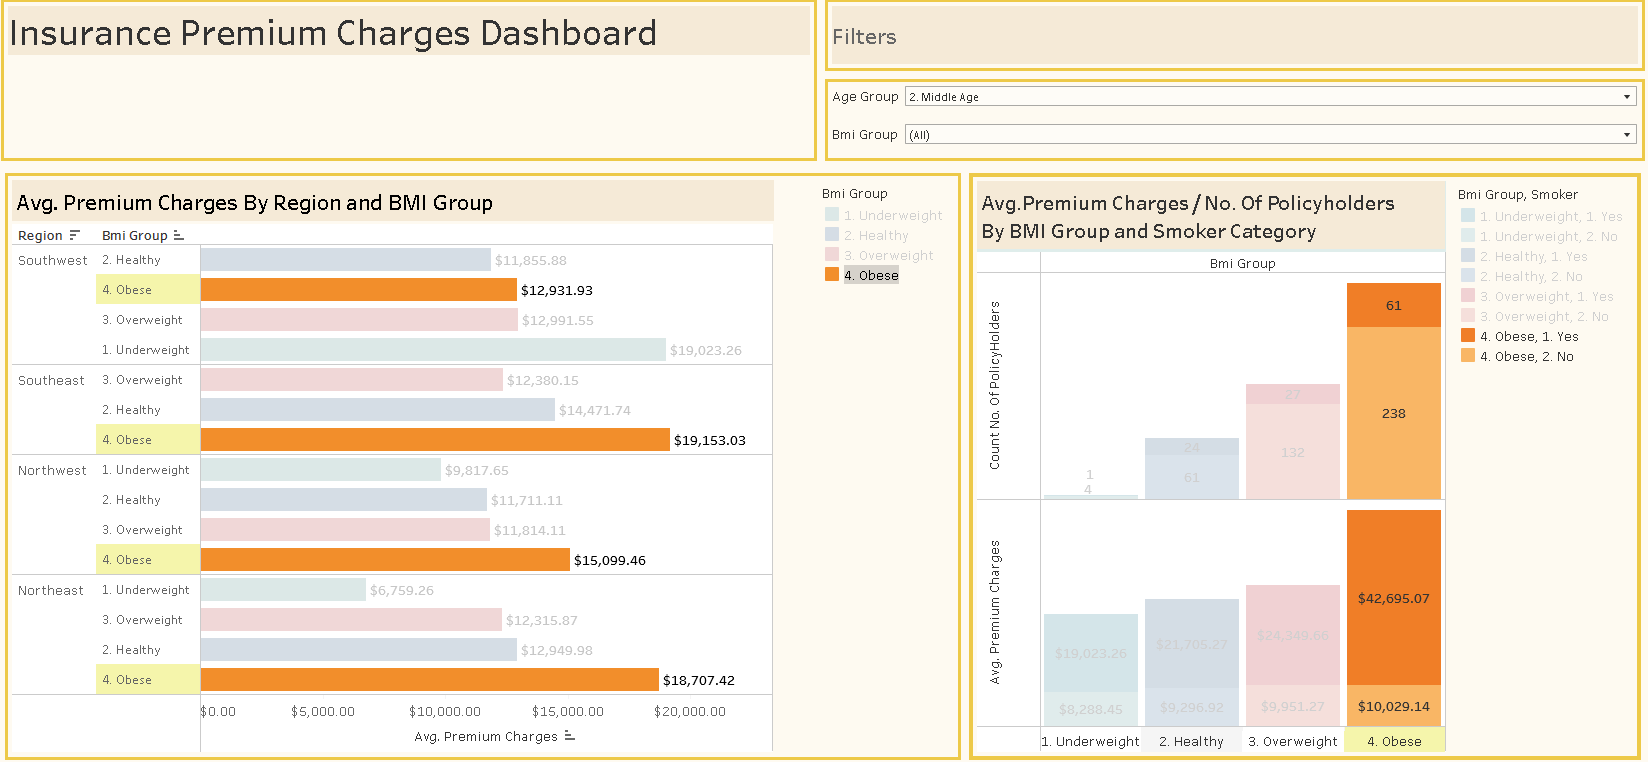 Insurance Premium Charges Dashboard
Filters
Age Group 2. Middle Age
Bmi Group (All)
Avg. Premium Charges By Region and BMI Group
Region Bmi Group
Southwest 2. Healthy $11,855.88
4. Obese $12,931.93
3. Overweight $12,991.55
1. Underweight $19,023.26
Southeast 3. Overweight $12,380.15
2. Healthy $14,471.74
4. Obese $19,153.03
Northwest 1. Underweight $9,817.65
2. Healthy $11,711.11
3. Overweight $11,814.11
4. Obese $15,099.46
Northeast 1. Underweight $6,759.26
3. Overweight $12,315.87
2. Healthy $12,949.98
4. Obese $18,707.42
$0.00 $5,000.00 $10,000.00 $15,000.00 $20,000.00
Avg. Premium Charges
Bmi Group
1. Underweight
2. Healthy
3. Overweight
4. Obese
Avg.Premium Charges / No. Of Policyholders
By BMI Group and Smoker Category
Bmi Group
Count No. Of PolicyHolders
1
4
24
61
27
132
61
238
Avg. Premium Charges
$19,023.26
$8,288.45
$21,705.27
$9,296.92
$24,349.66
$9,951.27
$42,695.07
$10,029.14
1. Underweight 2. Healthy 3. Overweight 4. Obese
Bmi Group, Smoker
1. Underweight, 1. Yes
1. Underweight, 2. No
2. Healthy, 1. Yes
2. Healthy, 2. No
3. Overweight, 1. Yes
3. Overweight, 2. No
4. Obese, 1. Yes
4. Obese, 2. No